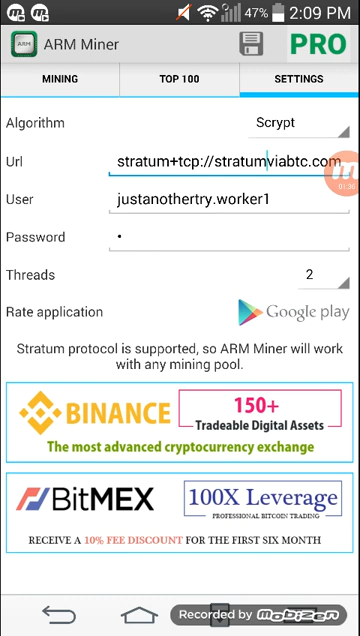 47% 2:09 PM
ARM
ARM Miner
PRO
MINING TOP 100 SETTINGS
Algorithm Scrypt
Url stratum+tcp://stratumviabtc.com
01:36
User justanothertry.worker1
Password •
Threads 2
Rate application Google play
Stratum protocol is supported, so ARM Miner will work
with any mining pool.
BINANCE
150+
Tradeable Digital Assets
The most advanced cryptocurrency exchange
BitMEX
100X Leverage
PROFESSIONAL BITCOIN TRADING
RECEIVE A 10% FEE DISCOUNT FOR THE FIRST SIX MONTH
Recorded by mobizen